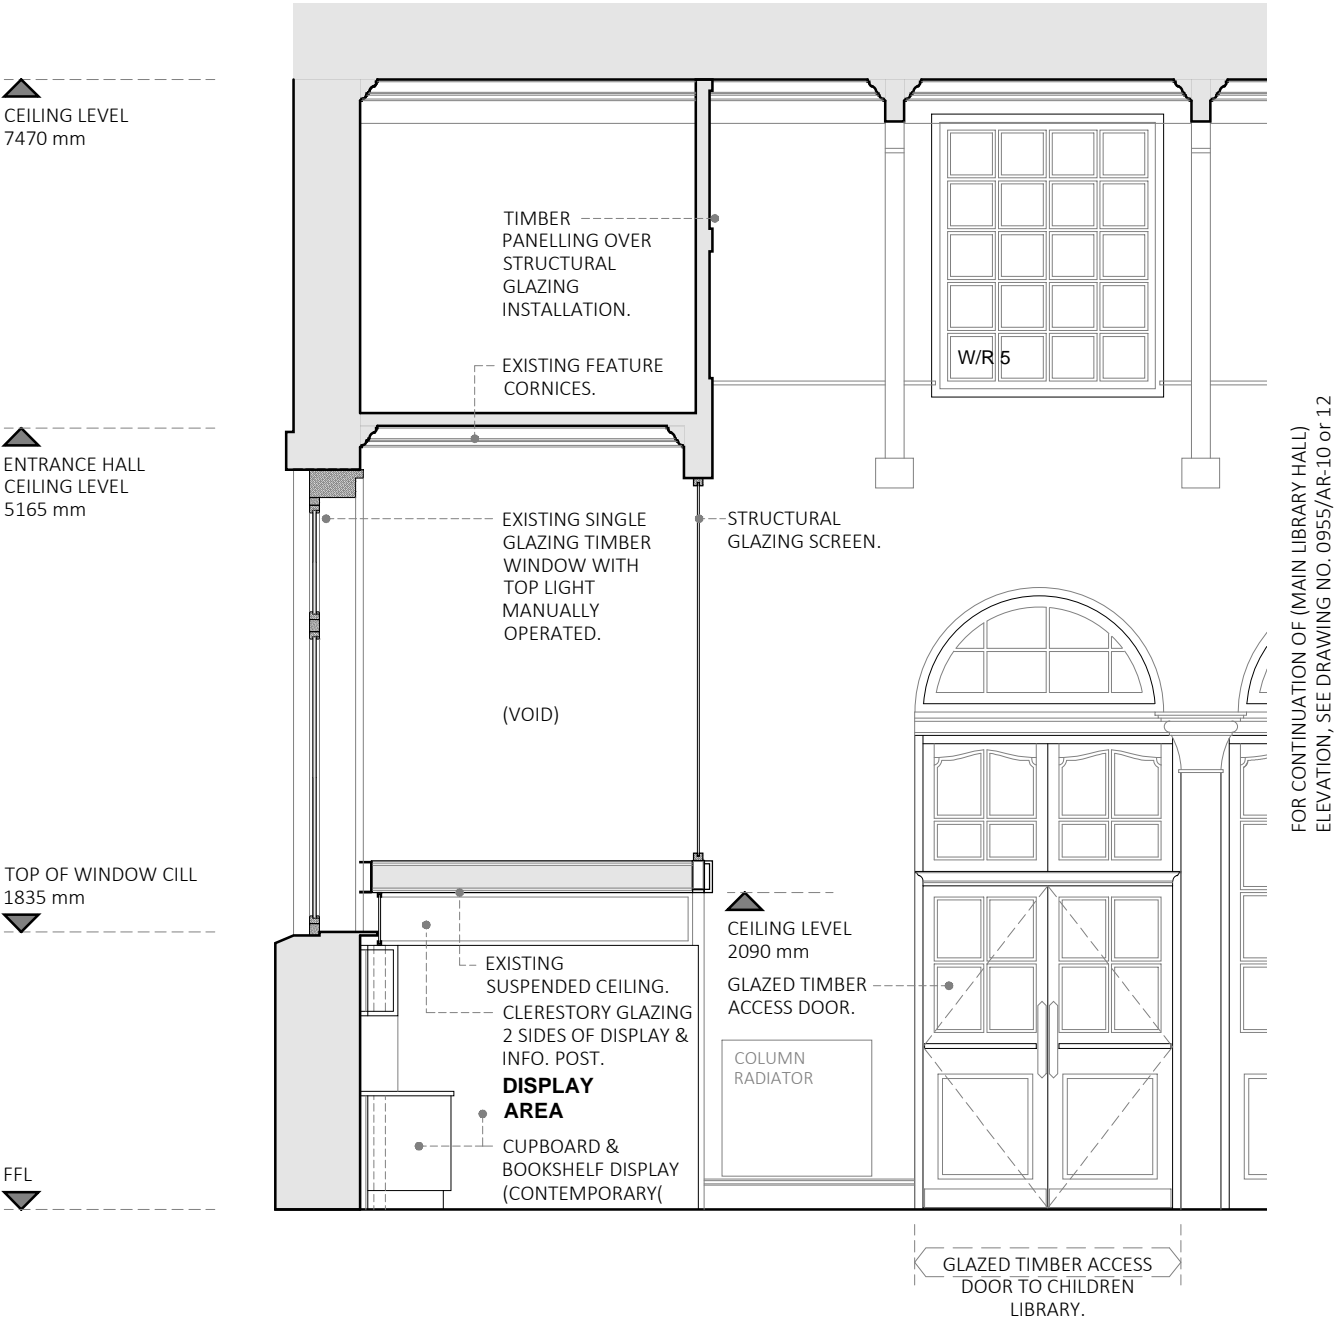 CEILING LEVEL
7470 mm
TIMBER
PANELLING OVER
STRUCTURAL
GLAZING
INSTALLATION.
W/R 5
EXISTING FEATURE
CORNICES.
ENTRANCE HALL
CEILING LEVEL
5165 mm
EXISTING SINGLE
GLAZING TIMBER
WINDOW WITH
TOP LIGHT
MANUALLY
OPERATED.
STRUCTURAL
GLAZING SCREEN.
(VOID)
FOR CONTINUATION OF (MAIN LIBRARY HALL)
ELEVATION, SEE DRAWING NO. 0955/AR-10 or 12
TOP OF WINDOW CILL
1835 mm
CEILING LEVEL
2090 mm
EXISTING
SUSPENDED CEILING.
GLAZED TIMBER
ACCESS DOOR.
CLERESTORY GLAZING
2 SIDES OF DISPLAY &
INFO. POST.
COLUMN
RADIATOR
DISPLAY
AREA
CUPBOARD &
BOOKSHELF DISPLAY
(CONTEMPORARY(
FFL
GLAZED TIMBER ACCESS
DOOR TO CHILDREN
LIBRARY.